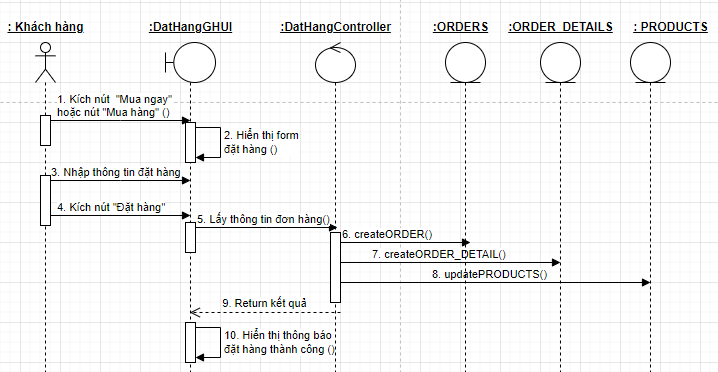 : Khách hàng
:DatHangGHUI
:DatHangController
:ORDERS
:ORDER_DETAILS
: PRODUCTS
1. Kích nút "Mua ngay"
hoặc nút "Mua hàng" ()
2. Hiển thị form
đặt hàng ()
3. Nhập thông tin đặt hàng
4. Kích nút "Đặt hàng"
5. Lấy thông tin đơn hàng()
6. createORDER()
7. createORDER_DETAIL()
8. updatePRODUCTS()
9. Return kết quả
10. Hiển thị thông báo
đặt hàng thành công ()